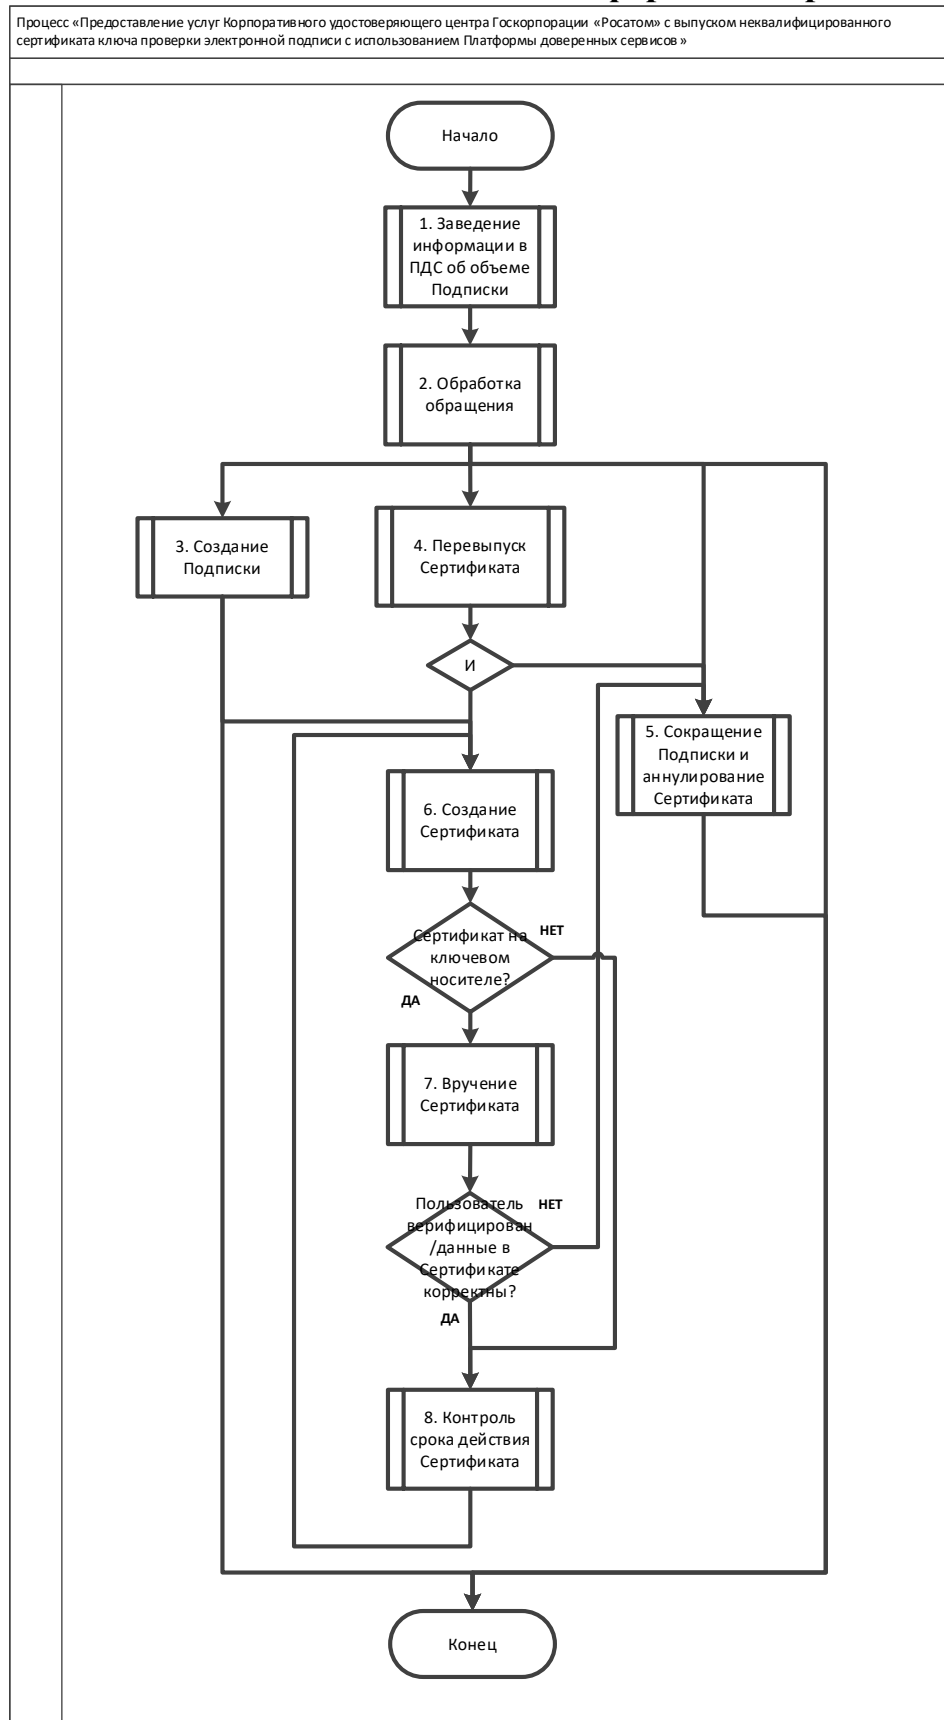 Процесс «Предоставление услуг Корпоративного удостоверяющего центра Госкорпорации «Росатом» с выпуском неквалифицированного
сертификата ключа проверки электронной подписи с использованием Платформы доверенных сервисов»
Начало
1. Заведение
информации в
ПДС об объеме
Подписки
2. Обработка
обращения
3. Создание
Подписки
4. Перевыпуск
Сертификата
И
5. Сокращение
Подписки и
аннулирование
Сертификата
6. Создание
Сертификата
Сертификат на
ключевом
носителе?
НЕТ
ДА
7. Вручение
Сертификата
Пользователь
верифицирован
/данные в
Сертификате
корректны?
НЕТ
ДА
8. Контроль
срока действия
Сертификата
Конец